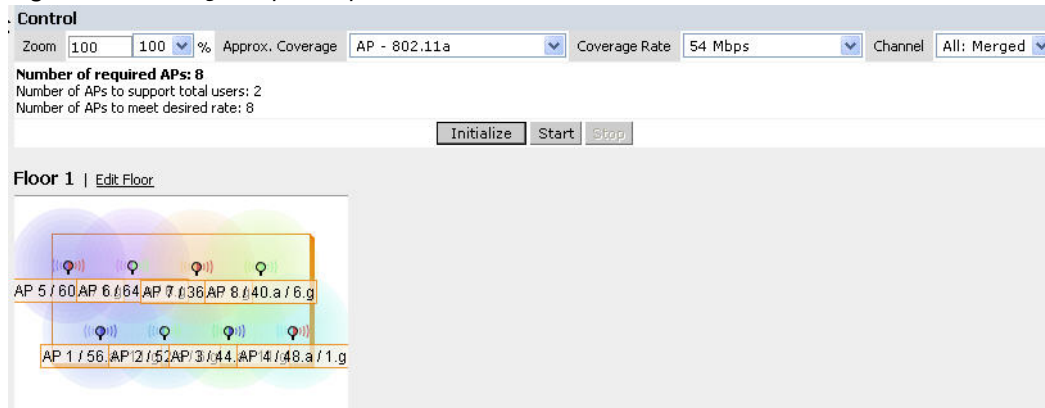 Control
Zoom 100 100 % Approx. Coverage AP - 802.11a Coverage Rate 54 Mbps Channel All: Merged
Number of required APs: 8
Number of APs to support total users: 2
Number of APs to meet desired rate: 8
Initialize Start Stop
Floor 1 | Edit Floor
AP 5 / 60 AP 6 / 64 AP 7 / 36 AP 8 / 40.a / 6.g
AP 1 / 56. AP 2 / 52 AP 3 / 44. AP 4 / 48.a / 1.g